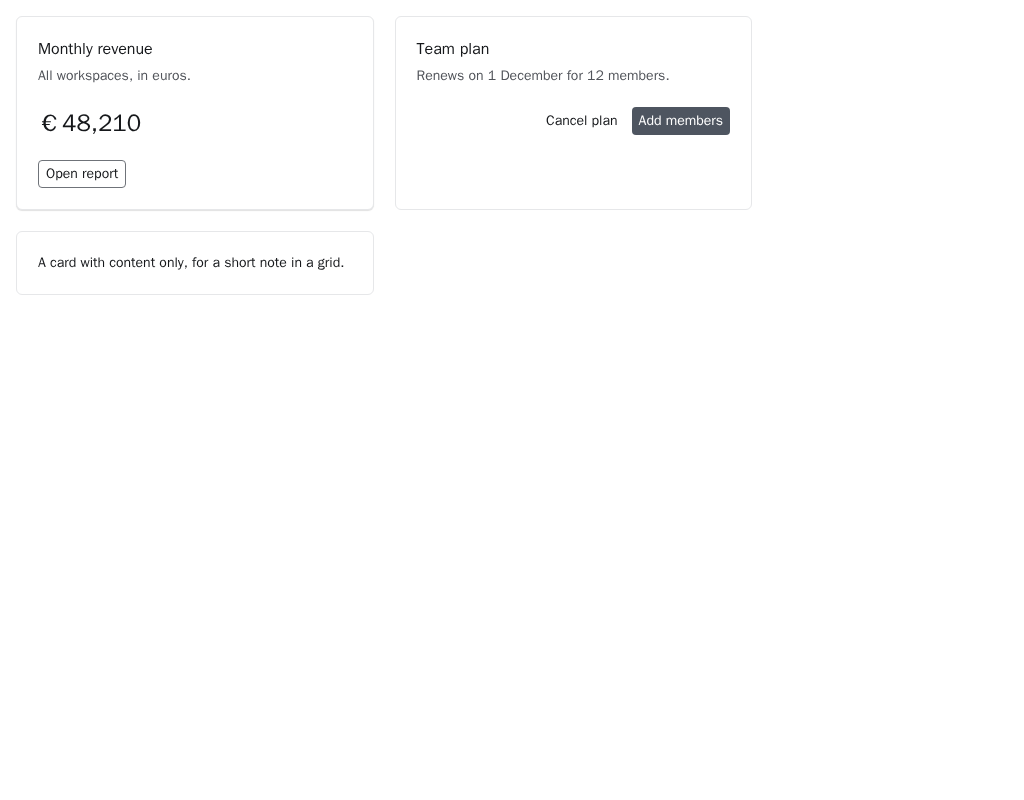 Monthly revenue
All workspaces, in euros.
€ 48,210
Open report
Team plan
Renews on 1 December for 12 members.
Cancel plan
Add members
A card with content only, for a short note in a grid.